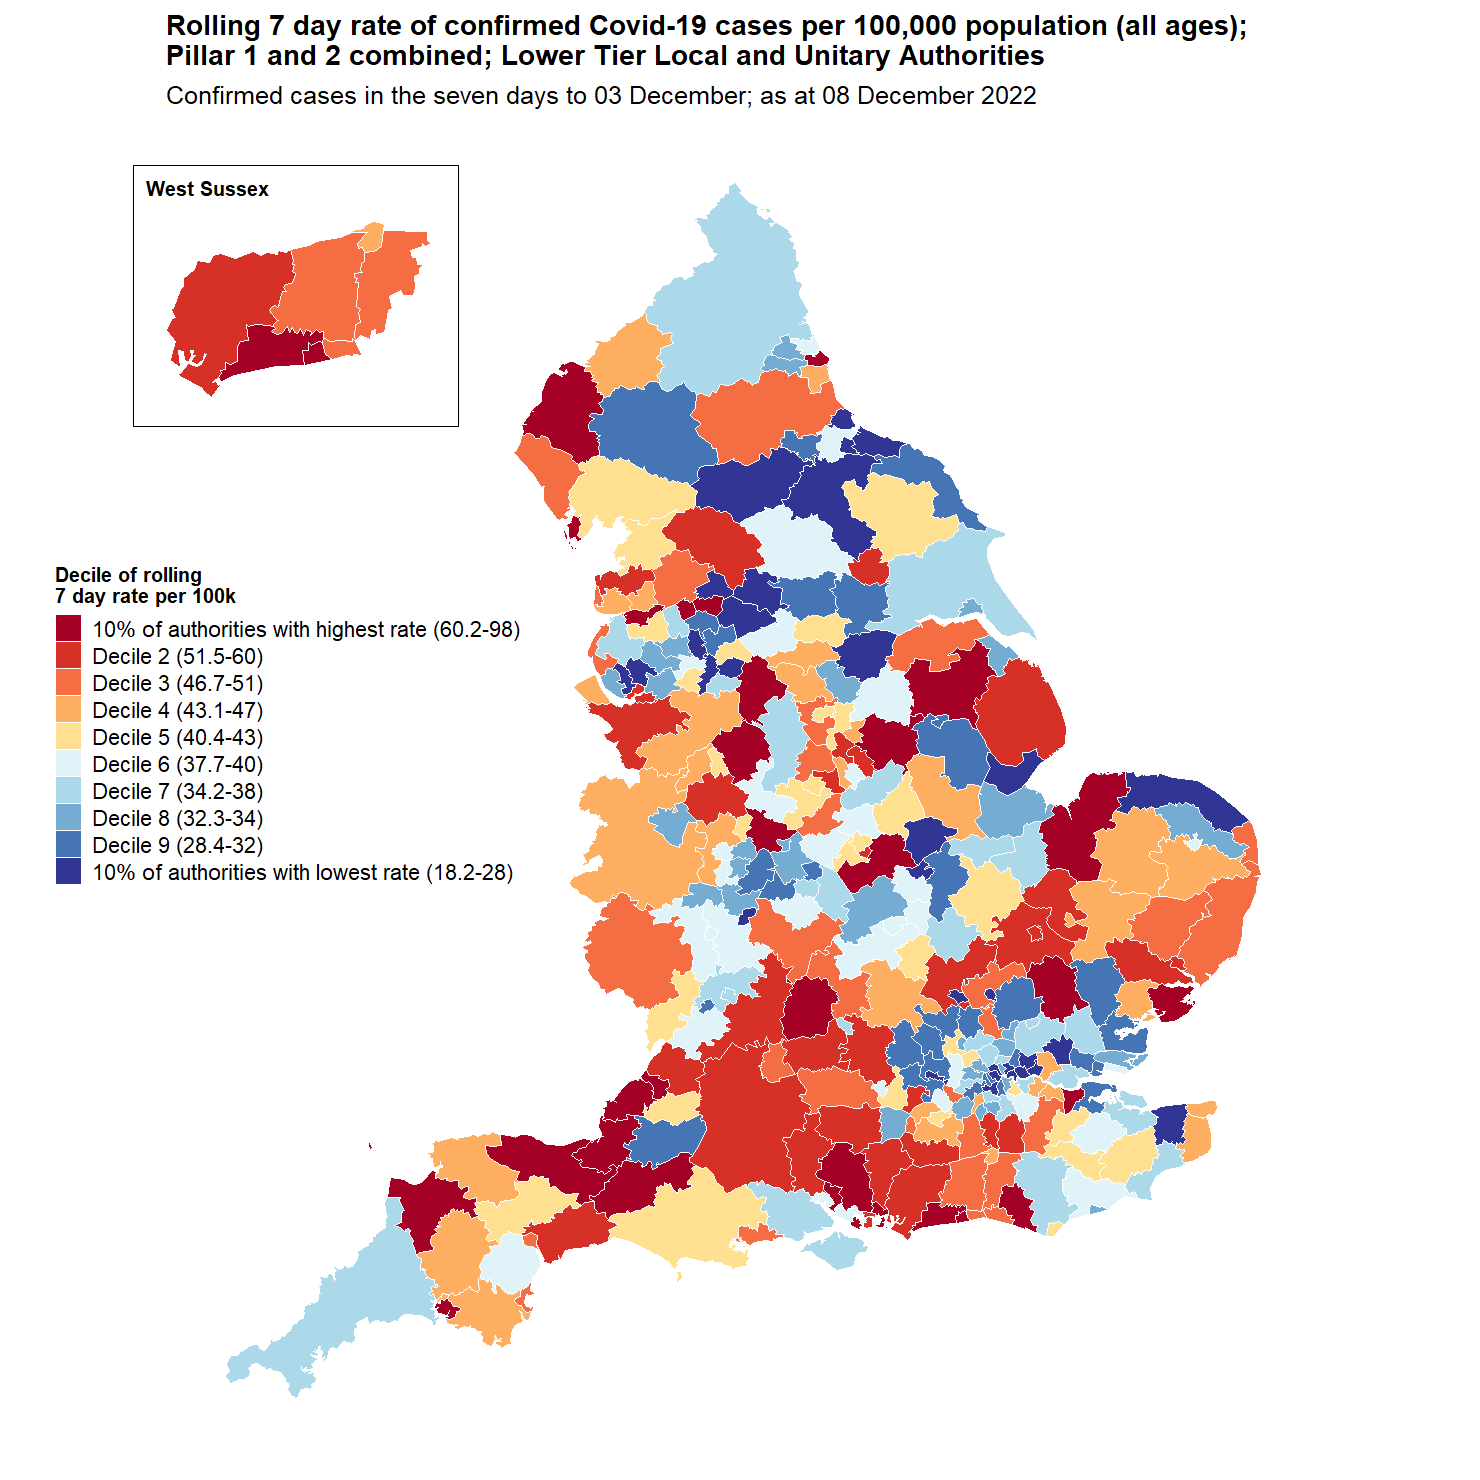 Rolling 7 day rate of confirmed Covid-19 cases per 100,000 population (all ages);
Pillar 1 and 2 combined; Lower Tier Local and Unitary Authorities
Confirmed cases in the seven days to 03 December; as at 08 December 2022
West Sussex
Decile of rolling
7 day rate per 100k
10% of authorities with highest rate (60.2-98)
Decile 2 (51.5-60)
Decile 3 (46.7-51)
Decile 4 (43.1-47)
Decile 5 (40.4-43)
Decile 6 (37.7-40)
Decile 7 (34.2-38)
Decile 8 (32.3-34)
Decile 9 (28.4-32)
10% of authorities with lowest rate (18.2-28)